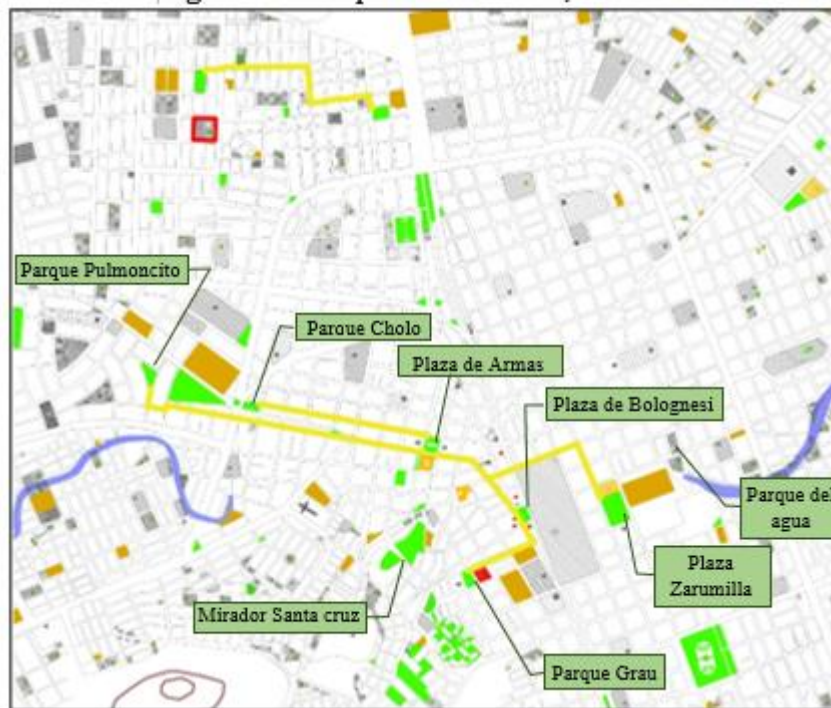 Parque Pulmoncito
Parque Cholo
Plaza de Armas
Plaza de Bolognesi
Parque del
agua
Plaza
Zarumilla
Mirador Santa cruz
Parque Grau